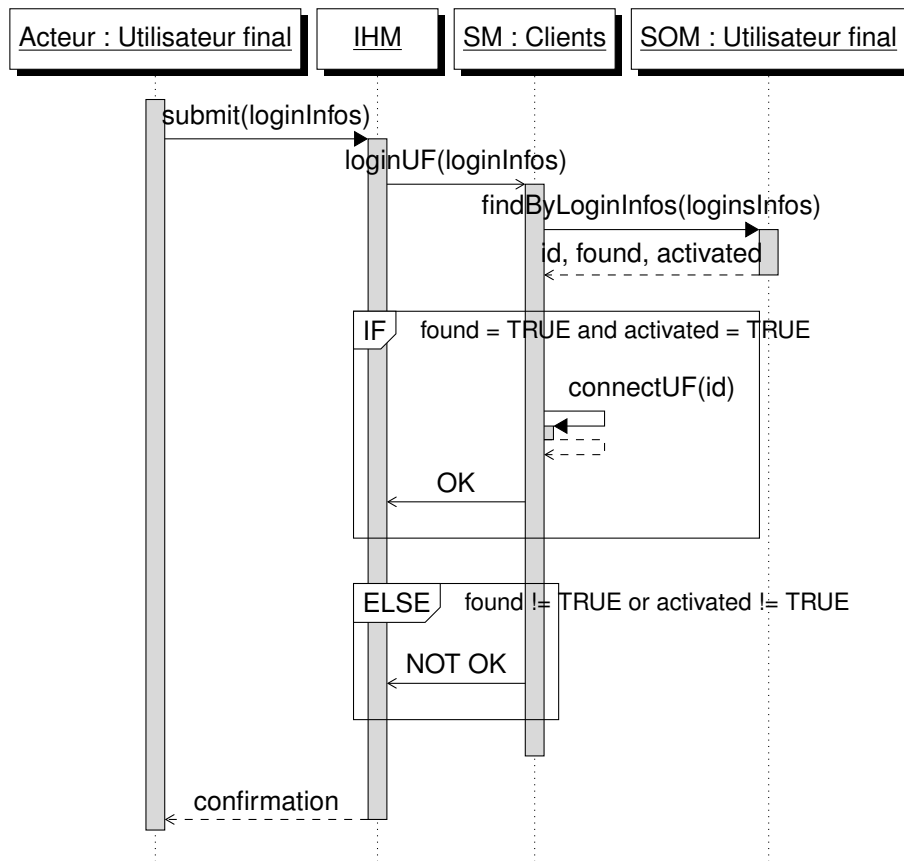 Acteur : Utilisateur final
IHM
SM : Clients
SOM : Utilisateur final
submit(loginInfos)
loginUF(loginInfos)
findByLoginInfos(loginsInfos)
id, found, activated
IF
found = TRUE and activated = TRUE
connectUF(id)
OK
ELSE
found != TRUE or activated != TRUE
NOT OK
confirmation